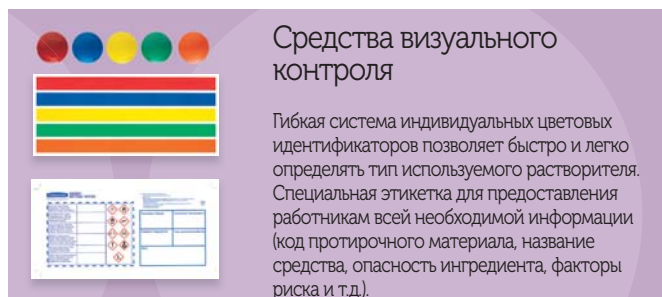 Средства визуального
контроля
Гибкая система индивидуальных цветовых
идентификаторов позволяет быстро и легко
определять тип используемого растворителя.
Специальная этикетка для предоставления
работникам всей необходимой информации
(код протирочного материала, название
средства, опасность ингредиента, факторы
риска и т.д.).